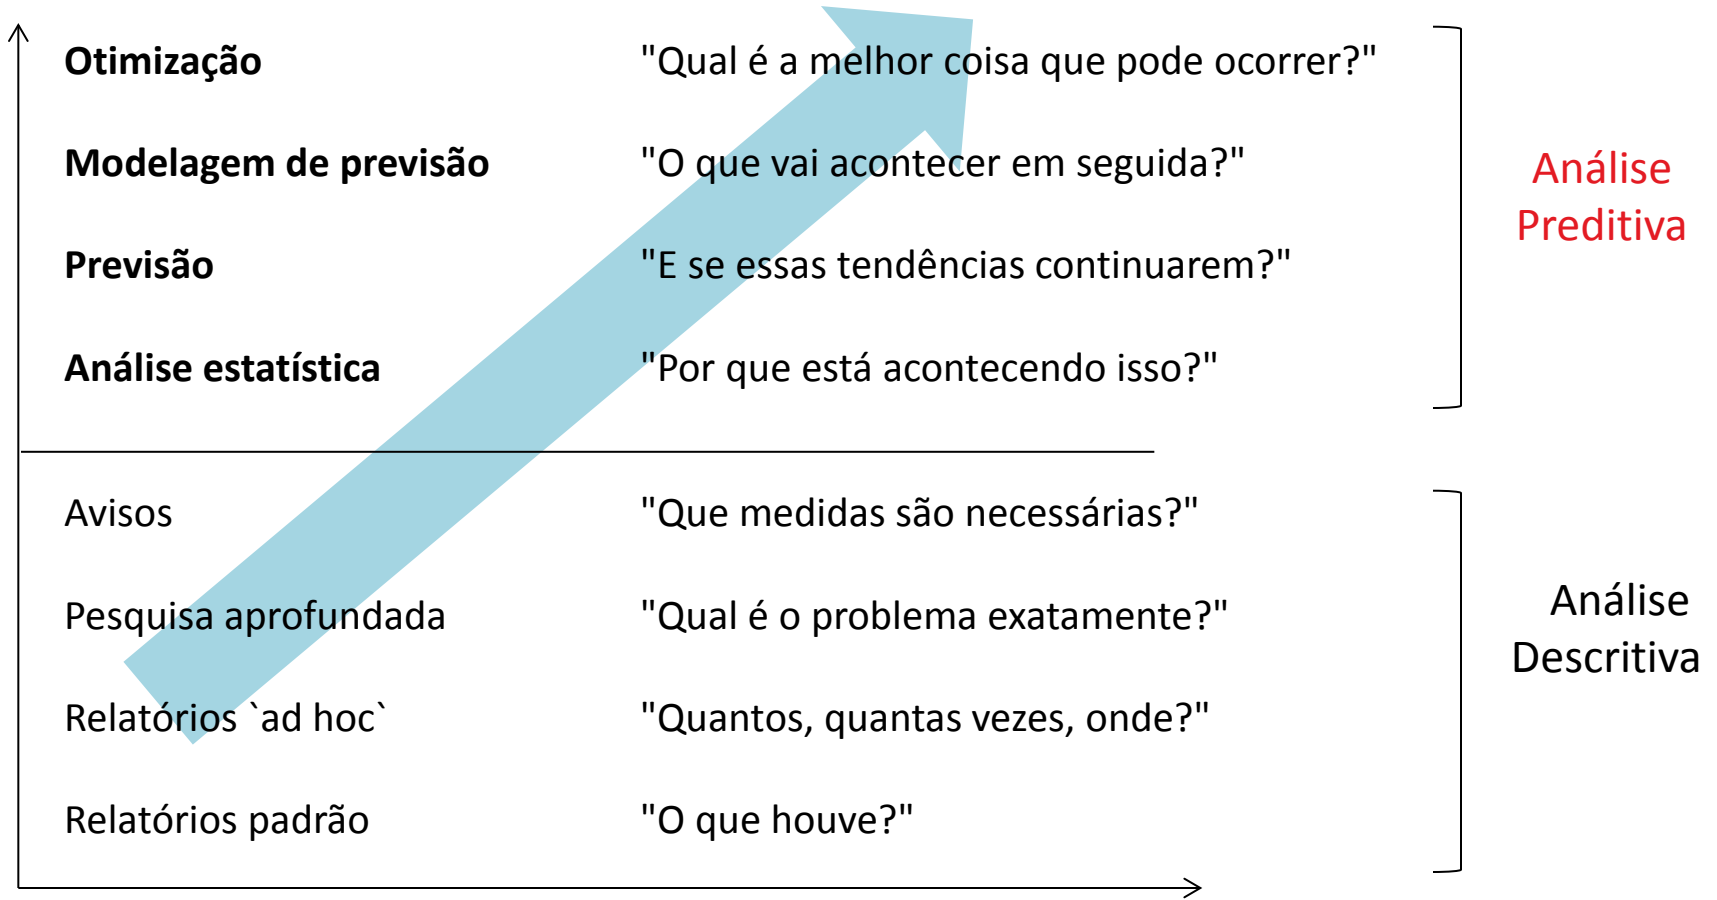 Otimização "Qual é a melhor coisa que pode ocorrer?"
Modelagem de previsão "O que vai acontecer em seguida?"
Previsão "E se essas tendências continuarem?"
Análise estatística "Por que está acontecendo isso?"
Análise
Preditiva
Avisos "Que medidas são necessárias?"
Pesquisa aprofundada "Qual é o problema exatamente?"
Relatórios `ad hoc` "Quantos, quantas vezes, onde?"
Relatórios padrão "O que houve?"
Análise
Descritiva